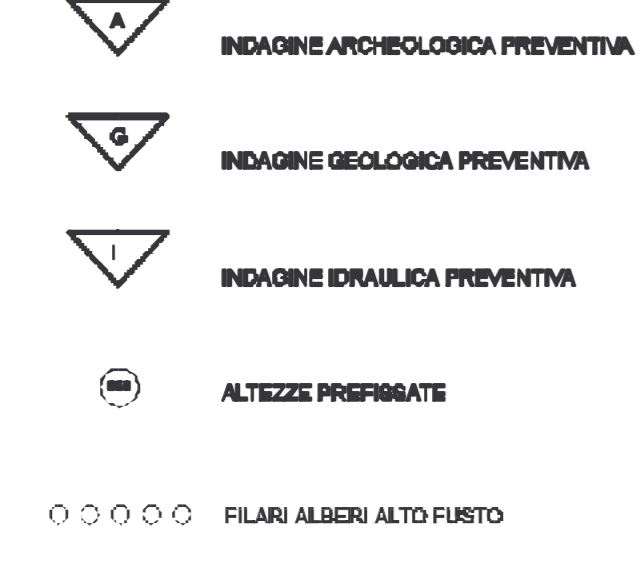 A
INDAGINE ARCHEOLOGICA PREVENTIVA
G
INDAGINE GEOLOGICA PREVENTIVA
I
INDAGINE IDRAULICA PREVENTIVA
ALTEZZE PREFISSATE
FILARI ALBERI ALTO FUSTO